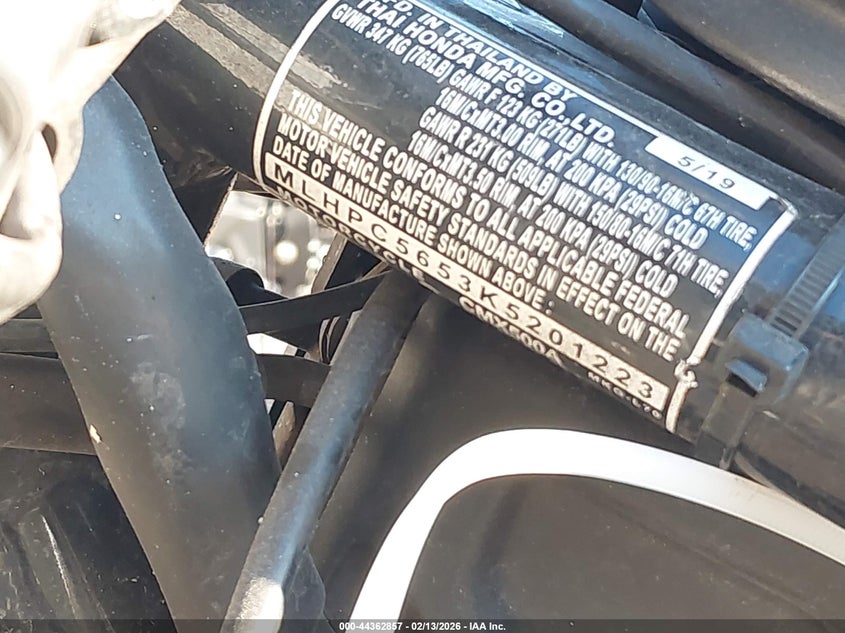 D. IN THAILAND BY
THAI HONDA MFG. CO., LTD.
5/19
GVWR 347 KG (765LB) GAWR F 123 KG (271LB) WITH 130/90-16M/C 67H TIRE,
16M/CxMT3.00 RIM, AT 200 KPA (29PSI) COLD
GAWR R 231 KG (509LB) WITH 150/80-16M/C 71H TIRE,
16M/CxMT3.50 RIM, AT 200 KPA (29PSI) COLD
THIS VEHICLE CONFORMS TO ALL APPLICABLE FEDERAL
MOTOR VEHICLE SAFETY STANDARDS IN EFFECT ON THE
DATE OF MANUFACTURE SHOWN ABOVE.
MLHPC5653K5201223
MOTORCYCLE CMX500A
000-44362857 - 02/13/2026 - IAA Inc.